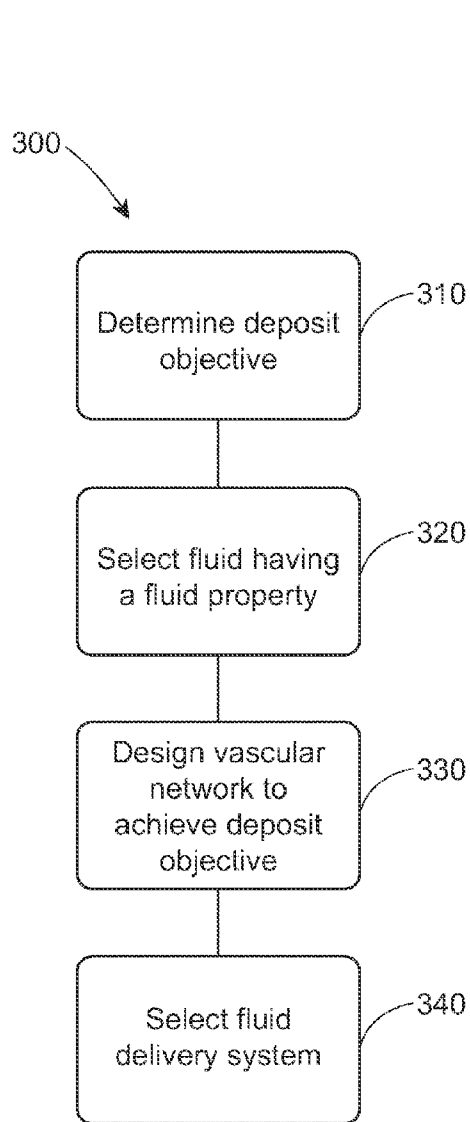 300
Determine deposit
objective
310
Select fluid having
a fluid property
320
Design vascular
network to
achieve deposit
objective
330
Select fluid
delivery system
340